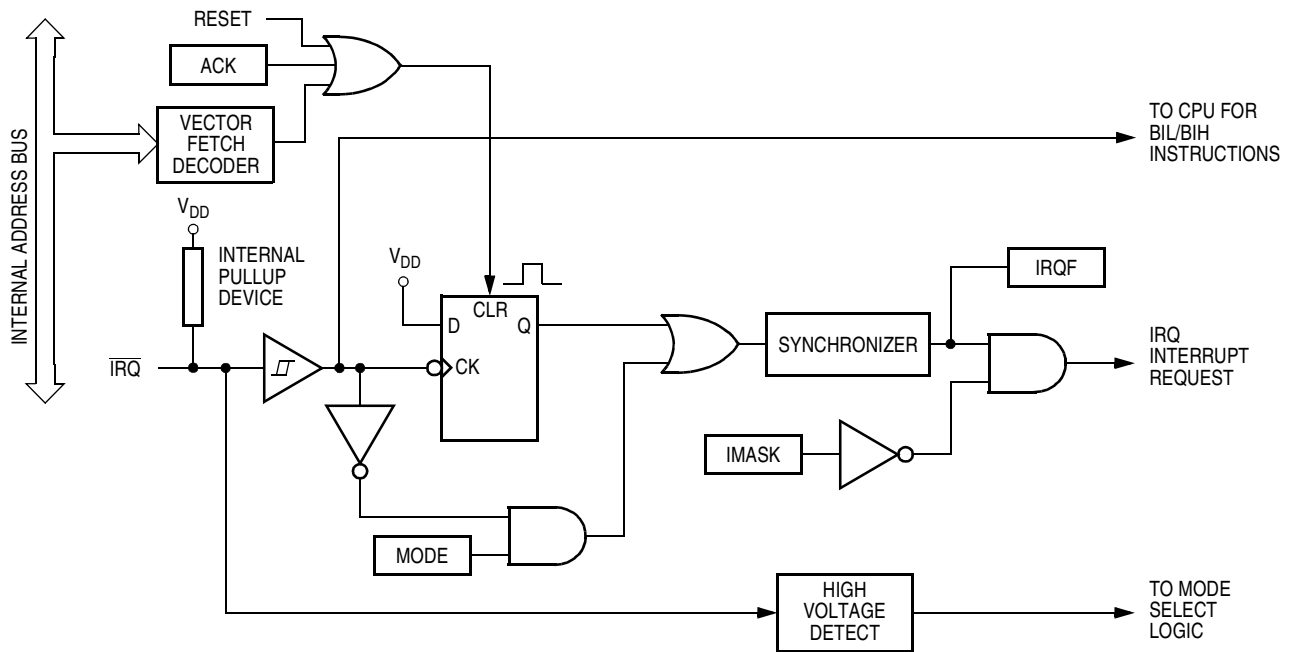 RESET
ACK
VECTOR
FETCH
DECODER
INTERNAL ADDRESS BUS
TO CPU FOR
BIL/BIH
INSTRUCTIONS
VDD
INTERNAL
PULLUP
DEVICE
VDD
CLR
D
Q
CK
IRQF
SYNCHRONIZER
IRQ
IRQ
INTERRUPT
REQUEST
IMASK
MODE
HIGH
VOLTAGE
DETECT
TO MODE
SELECT
LOGIC